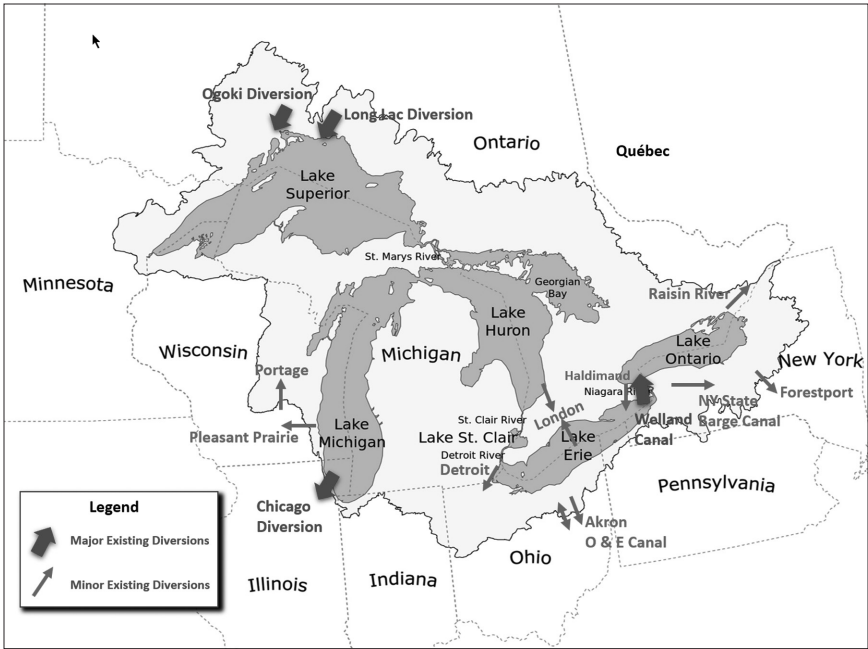 Ogoki Diversion
Long Lac Diversion
Ontario
Québec
Lake
Superior
St. Marys River
Georgian
Bay
Minnesota
Raisin River
Lake
Huron
Wisconsin
Michigan
Lake
Ontario
New York
Portage
Haldimand
Niagara River
Forestport
NY State
Barge Canal
London
St. Clair River
Welland
Canal
Pleasant Prairie
Lake
Michigan
Lake St. Clair
Lake
Erie
Detroit River
Detroit
Pennsylvania
Chicago
Diversion
Akron
O & E Canal
Ohio
Illinois
Indiana
Legend
Major Existing Diversions
Minor Existing Diversions